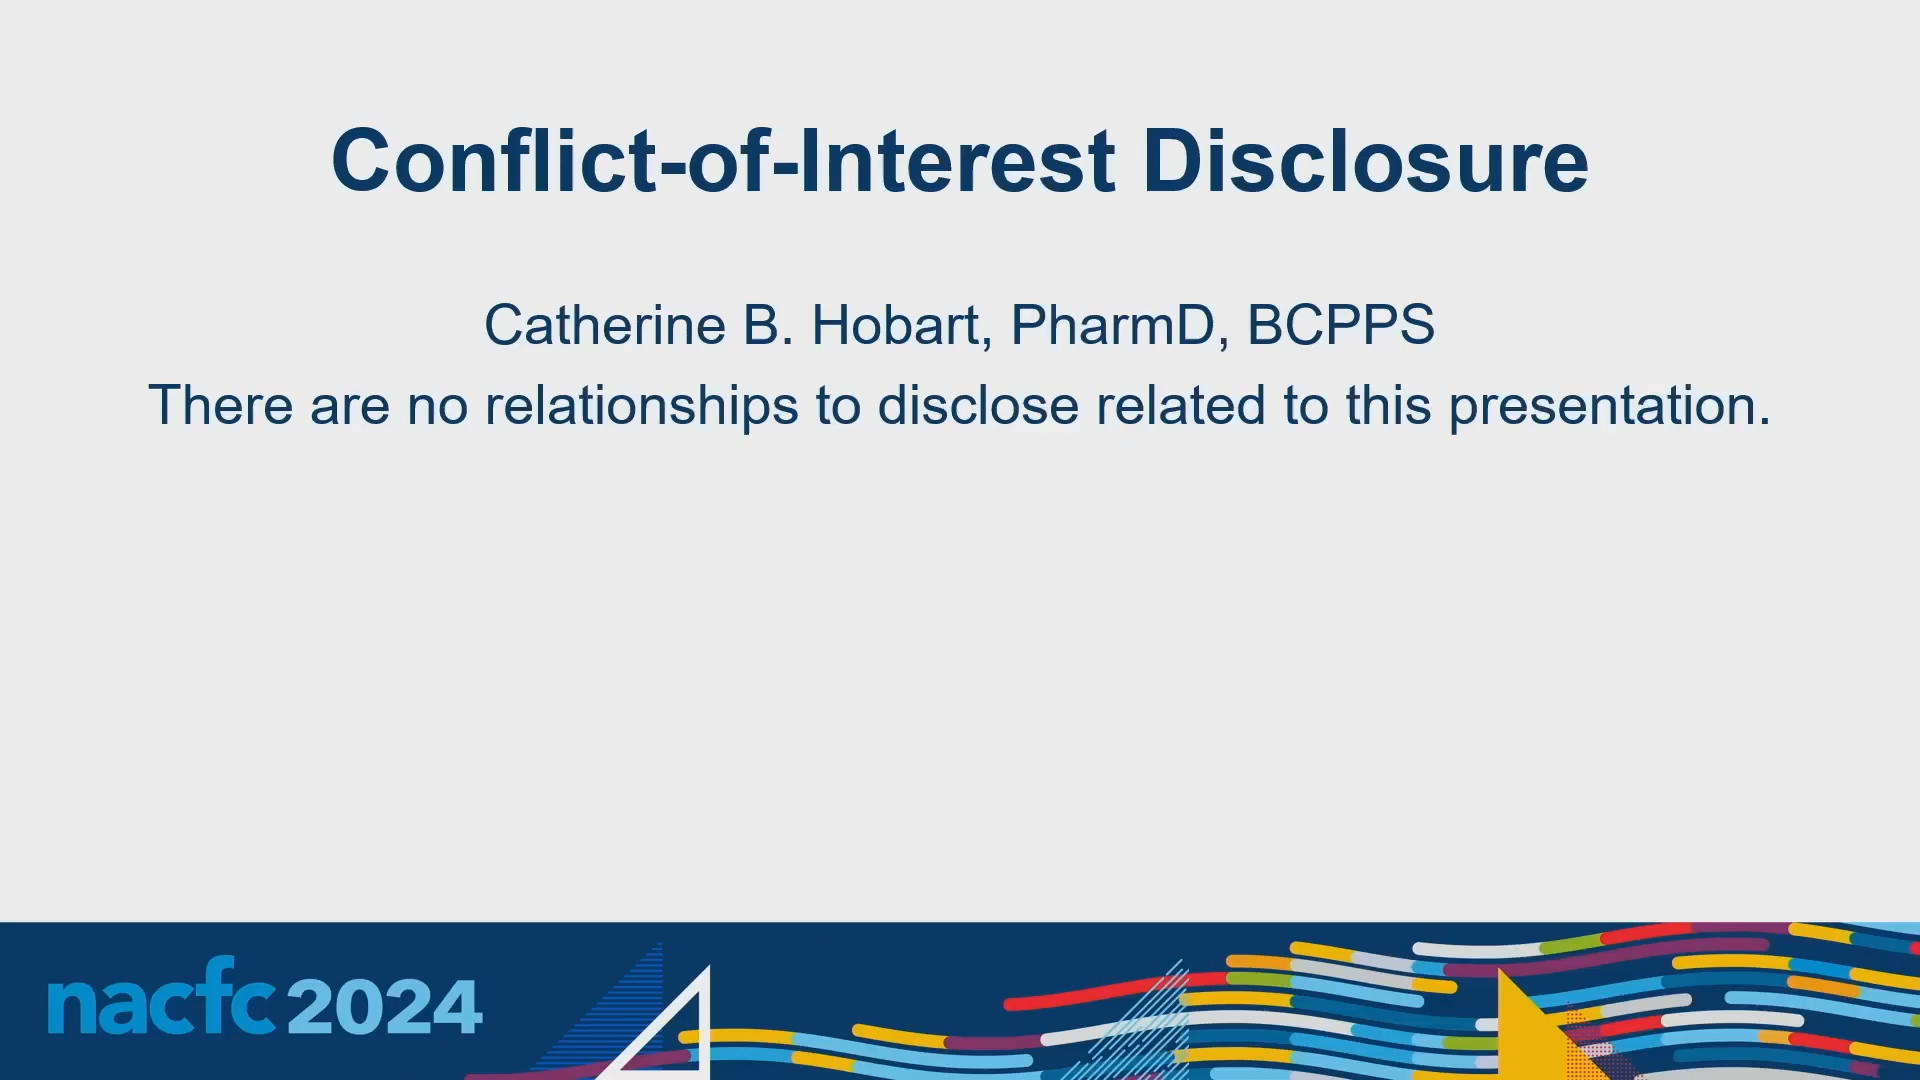 Conflict-of-Interest Disclosure
Catherine B. Hobart, PharmD, BCPPS
There are no relationships to disclose related to this presentation.
nacfc 2024